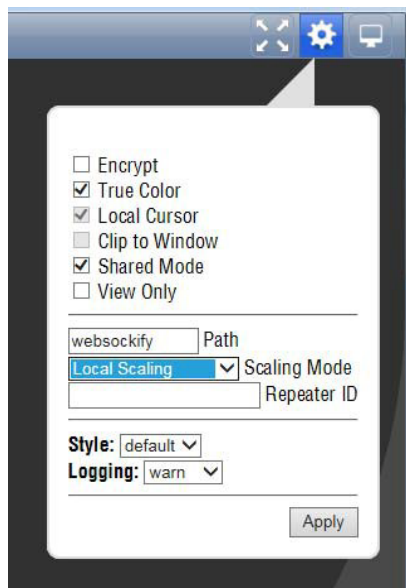 Encrypt
True Color
Local Cursor
Clip to Window
Shared Mode
View Only
websockify Path
Local Scaling Scaling Mode
Repeater ID
Style: default
Logging: warn
Apply